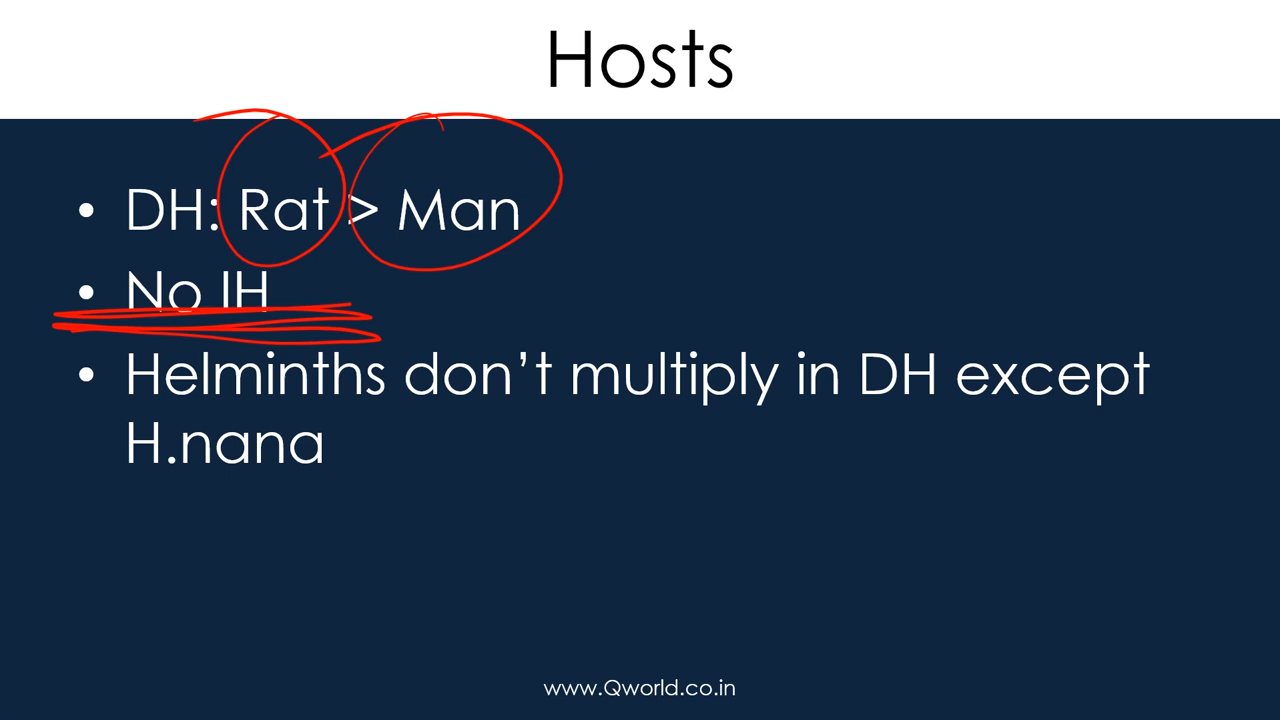 Hosts
• DH: Rat > Man
• No IH
• Helminths don’t multiply in DH except
H.nana
www.Qworld.co.in